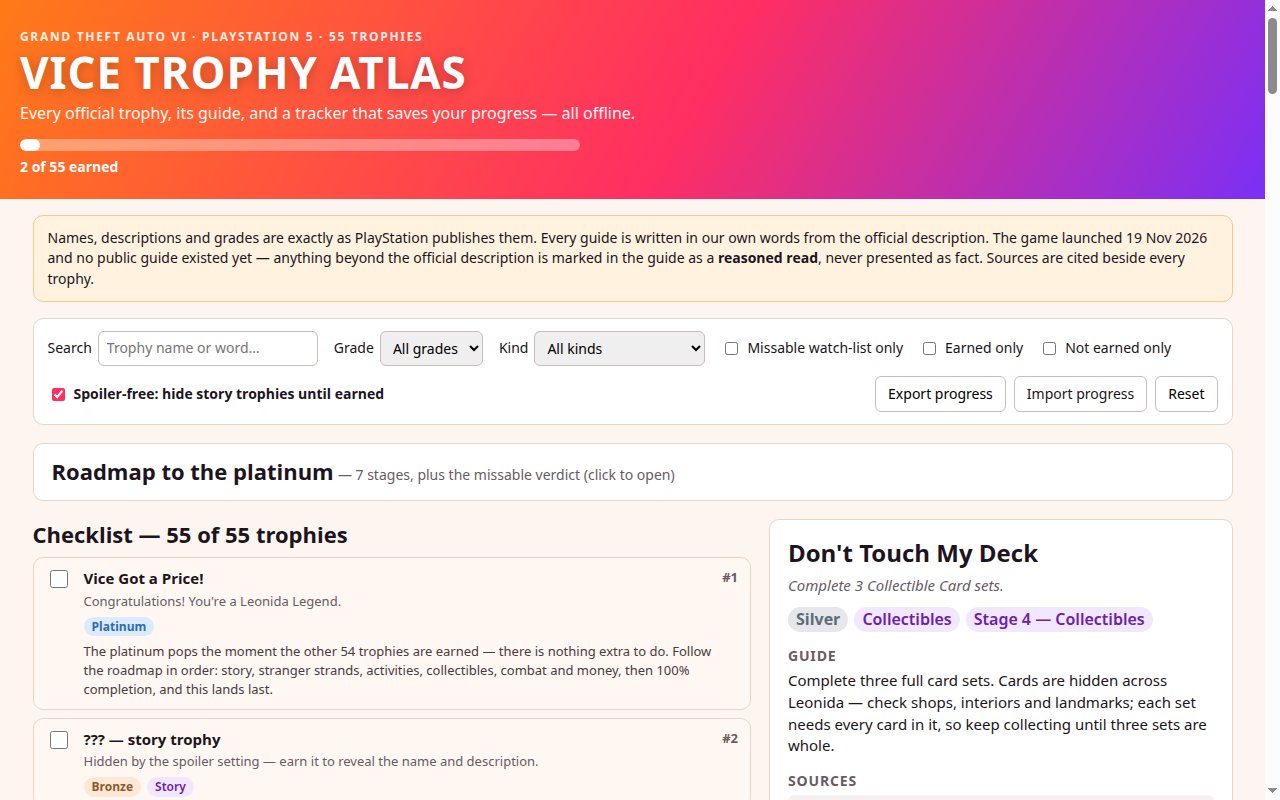 GRAND THEFT AUTO VI · PLAYSTATION 5 · 55 TROPHIES
VICE TROPHY ATLAS
Every official trophy, its guide, and a tracker that saves your progress — all offline.
2 of 55 earned
Names, descriptions and grades are exactly as PlayStation publishes them. Every guide is written in our own words from the official description. The game launched 19 Nov 2026
and no public guide existed yet — anything beyond the official description is marked in the guide as a reasoned read, never presented as fact. Sources are cited beside every
trophy.
Search Trophy name or word... Grade All grades Kind All kinds Missable watch-list only Earned only Not earned only
Spoiler-free: hide story trophies until earned Export progress Import progress Reset
Roadmap to the platinum — 7 stages, plus the missable verdict (click to open)
Checklist — 55 of 55 trophies
Vice Got a Price! #1
Congratulations! You're a Leonida Legend.
Platinum
The platinum pops the moment the other 54 trophies are earned — there is nothing extra to do. Follow
the roadmap in order: story, stranger strands, activities, collectibles, combat and money, then 100%
completion, and this lands last.
??? — story trophy #2
Hidden by the spoiler setting — earn it to reveal the name and description.
Bronze Story
Don't Touch My Deck
Complete 3 Collectible Card sets.
Silver Collectibles Stage 4 — Collectibles
GUIDE
Complete three full card sets. Cards are hidden across
Leonida — check shops, interiors and landmarks; each set
needs every card in it, so keep collecting until three sets are
whole.
SOURCES